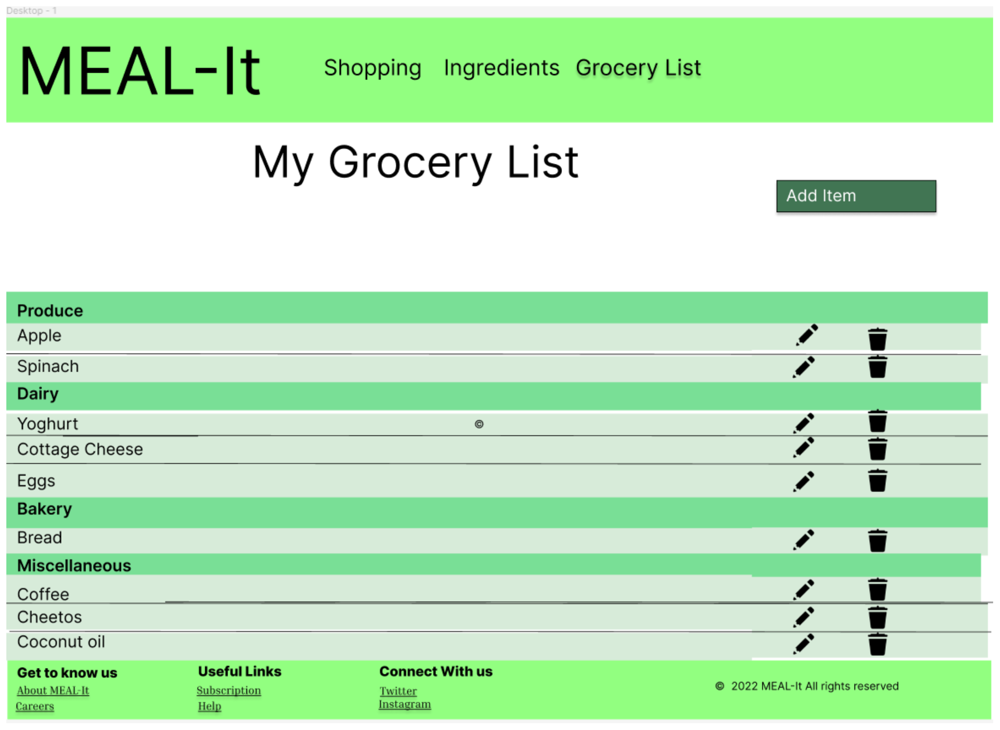 Desktop - 1
MEAL-It
Shopping Ingredients Grocery List
My Grocery List
Add Item
Produce
Apple
Spinach
Dairy
Yoghurt ©
Cottage Cheese
Eggs
Bakery
Bread
Miscellaneous
Coffee
Cheetos
Coconut oil
Get to know us
About MEAL-It
Careers
Useful Links
Subscription
Help
Connect With us
Twitter
Instagram
© 2022 MEAL-It All rights reserved